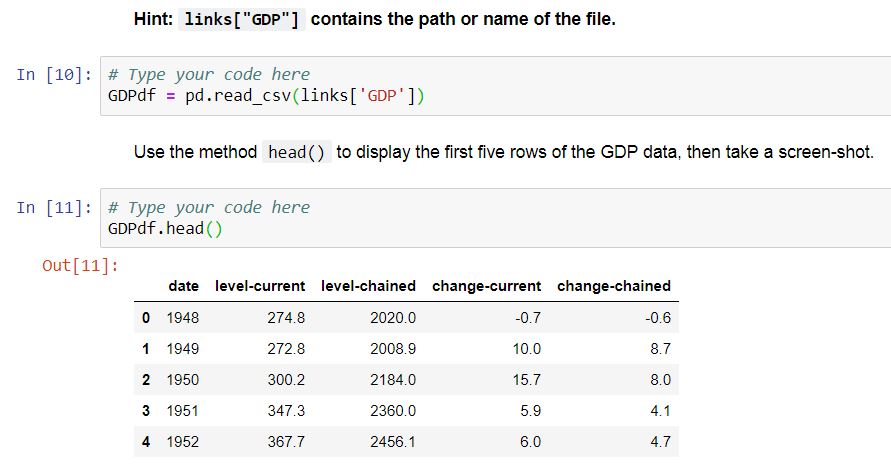 Hint: links["GDP"] contains the path or name of the file.
In [10]: # Type your code here
GDPdf = pd.read_csv(links['GDP'])
Use the method head() to display the first five rows of the GDP data, then take a screen-shot.
In [11]: # Type your code here
GDPdf.head()
Out[11]:
date level-current level-chained change-current change-chained
0 1948 274.8 2020.0 -0.7 -0.6
1 1949 272.8 2008.9 10.0 8.7
2 1950 300.2 2184.0 15.7 8.0
3 1951 347.3 2360.0 5.9 4.1
4 1952 367.7 2456.1 6.0 4.7